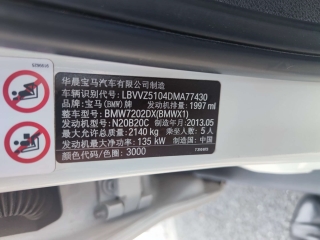 华晨宝马汽车有限公司制造
车辆识别代号: LBVVZ5104DMA77430
品牌: 宝马(BMW)牌 发动机排量: 1997 ml
整车型号: BMW7202DX(BMWX1)
发动机型号: N20B20C 制造年月: 2013.05
最大允许总质量: 2140 kg 乘坐人数: 5 人
发动机最大净功率: 135 kW 制造国: 中国
颜色代码/色圈: 3000